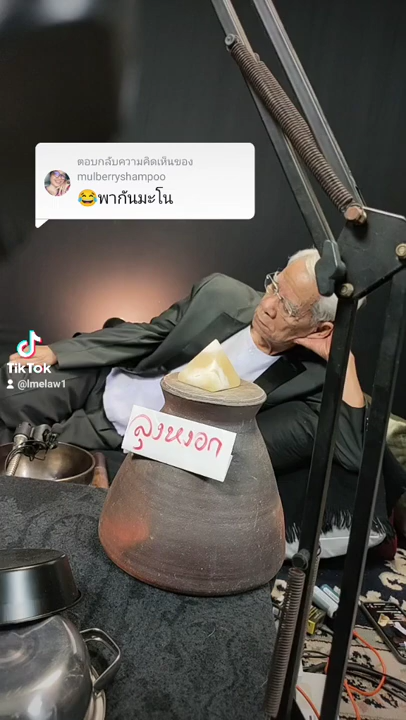 ตอบกลับความคิดเห็นของ
mulberryshampoo
😂พากันมะโน
TikTok
@lmelaw1
ลุงหงอก